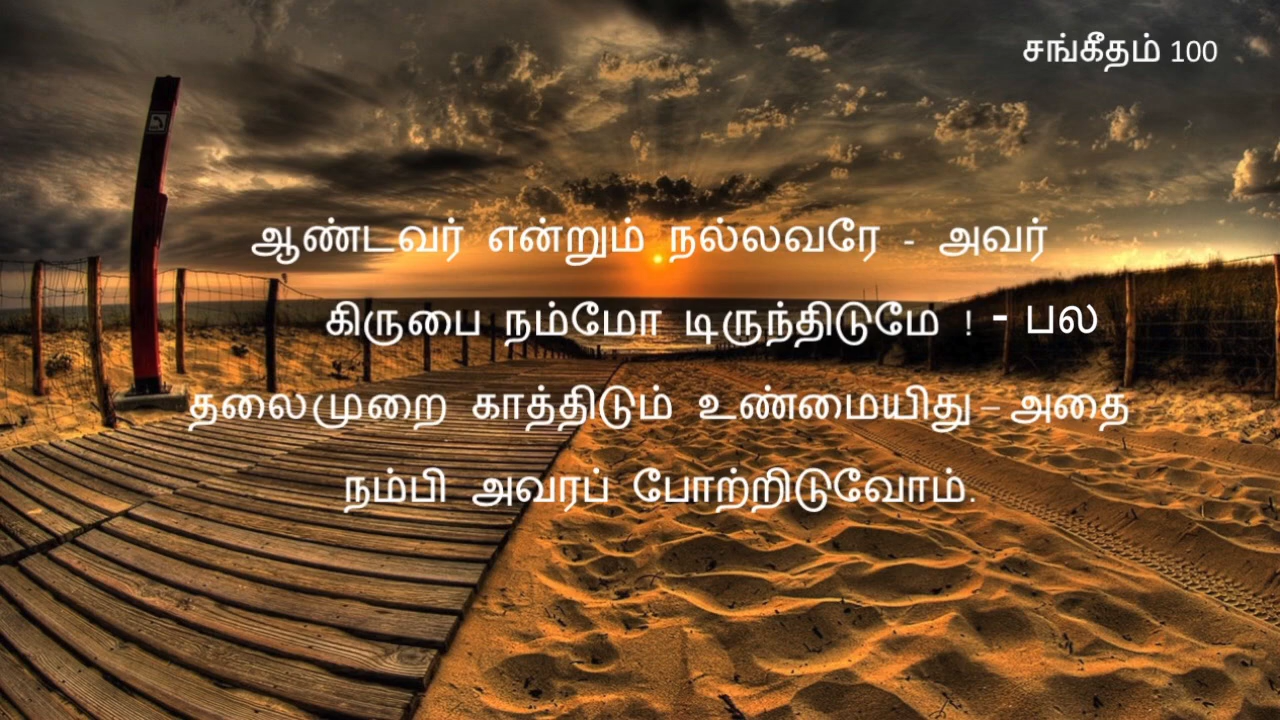 சங்கீதம் 100
ஆண்டவர் என்றும் நல்லவரே - அவர்
கிருபை நம்மோ டிருந்திடுமே ! - பல
தலைமுறை காத்திடும் உண்மையிது – அதை
நம்பி அவரப் போற்றிடுவோம்.